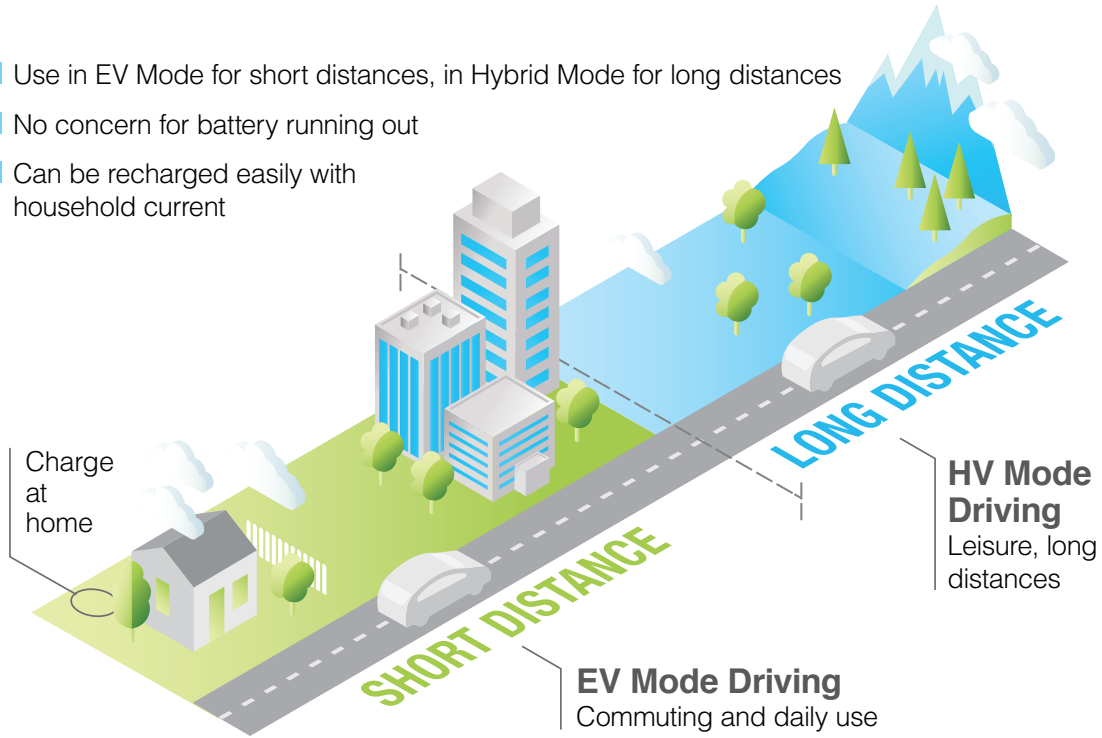 Use in EV Mode for short distances, in Hybrid Mode for long distances
No concern for battery running out
Can be recharged easily with
household current
Charge
at
home
LONG DISTANCE
HV Mode
Driving
Leisure, long
distances
SHORT DISTANCE
EV Mode Driving
Commuting and daily use